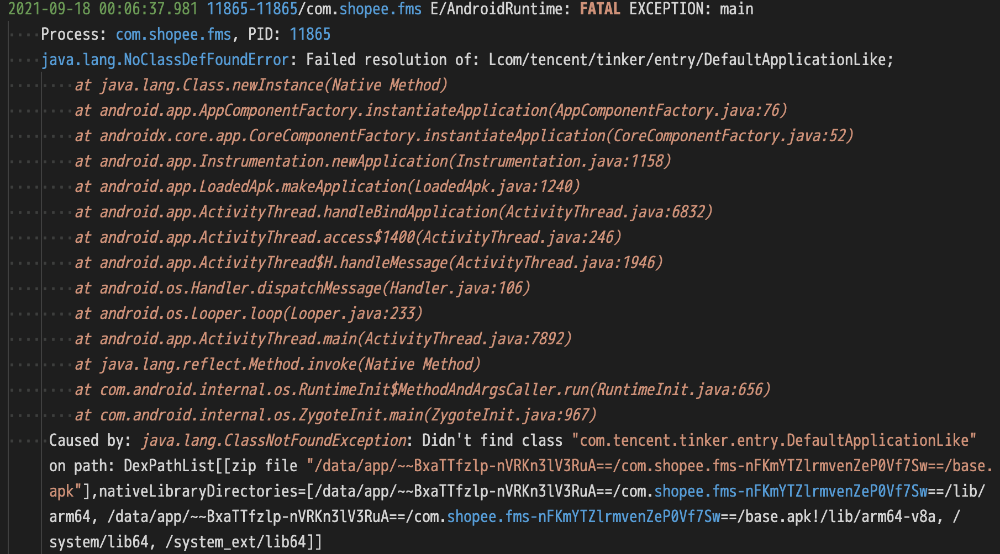 2021-09-18 00:06:37.981 11865-11865/com.shopee.fms E/AndroidRuntime: FATAL EXCEPTION: main
Process: com.shopee.fms, PID: 11865
java.lang.NoClassDefFoundError: Failed resolution of: Lcom/tencent/tinker/entry/DefaultApplicationLike;
at java.lang.Class.newInstance(Native Method)
at android.app.AppComponentFactory.instantiateApplication(AppComponentFactory.java:76)
at androidx.core.app.CoreComponentFactory.instantiateApplication(CoreComponentFactory.java:52)
at android.app.Instrumentation.newApplication(Instrumentation.java:1158)
at android.app.LoadedApk.makeApplication(LoadedApk.java:1240)
at android.app.ActivityThread.handleBindApplication(ActivityThread.java:6832)
at android.app.ActivityThread.access$1400(ActivityThread.java:246)
at android.app.ActivityThread$H.handleMessage(ActivityThread.java:1946)
at android.os.Handler.dispatchMessage(Handler.java:106)
at android.os.Looper.loop(Looper.java:233)
at android.app.ActivityThread.main(ActivityThread.java:7892)
at java.lang.reflect.Method.invoke(Native Method)
at com.android.internal.os.RuntimeInit$MethodAndArgsCaller.run(RuntimeInit.java:656)
at com.android.internal.os.ZygoteInit.main(ZygoteInit.java:967)
Caused by: java.lang.ClassNotFoundException: Didn't find class "com.tencent.tinker.entry.DefaultApplicationLike"
on path: DexPathList[[zip file "/data/app/~~BxaTTfzlp-nVRKn3lV3RuA==/com.shopee.fms-nFKmYTZlrmvenZeP0Vf7Sw==/base.
apk"],nativeLibraryDirectories=[/data/app/~~BxaTTfzlp-nVRKn3lV3RuA==/com.shopee.fms-nFKmYTZlrmvenZeP0Vf7Sw==/lib/
arm64, /data/app/~~BxaTTfzlp-nVRKn3lV3RuA==/com.shopee.fms-nFKmYTZlrmvenZeP0Vf7Sw==/base.apk!/lib/arm64-v8a, /
system/lib64, /system_ext/lib64]]